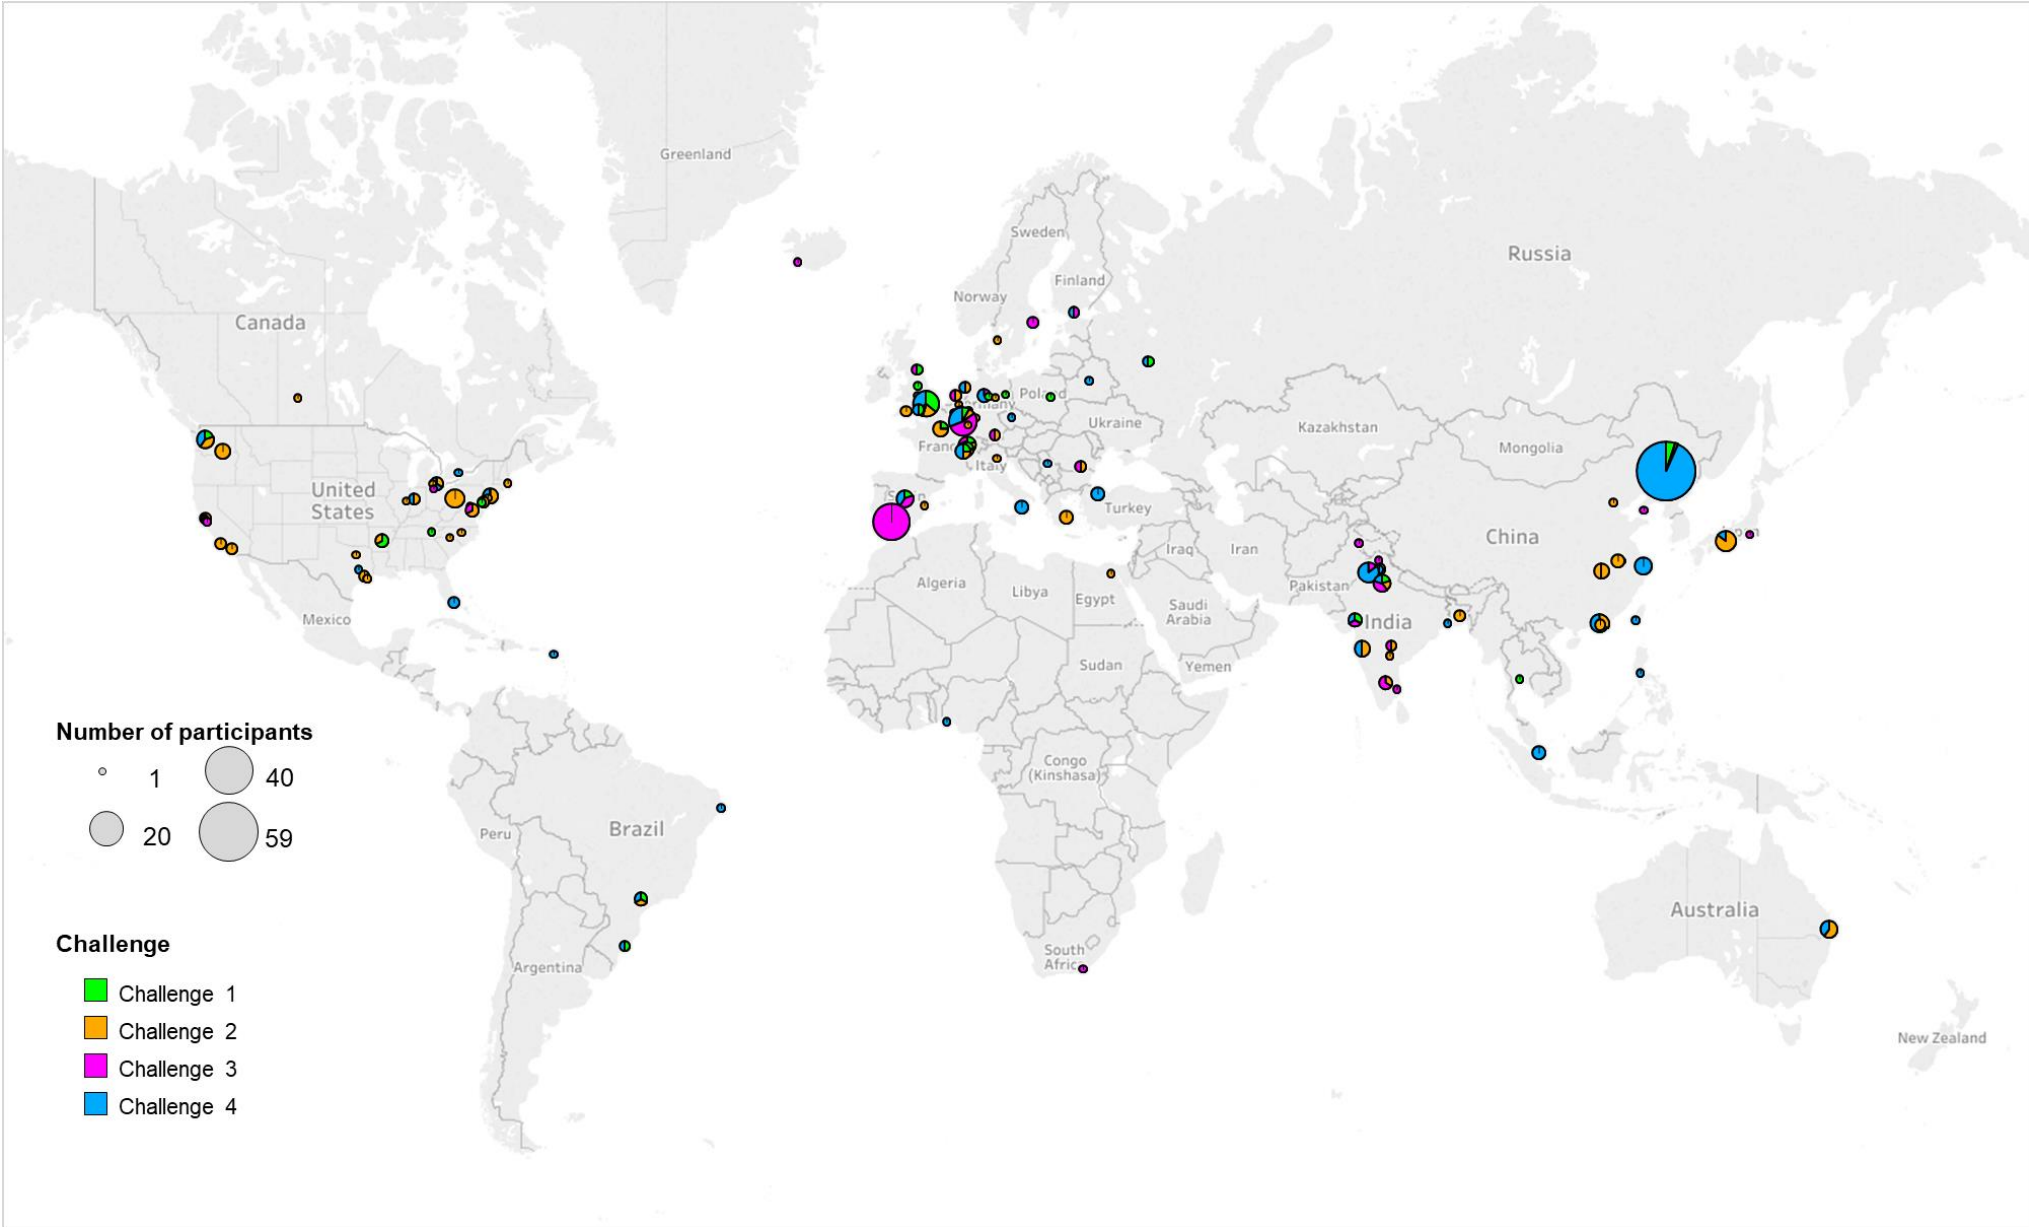 Greenland
Sweden
Russia
Finland
Norway
Canada
Poland
Ukraine
Kazakhstan
Mongolia
France
Italy
United
States
Spain
Turkey
China
Japan
Iraq
Iran
Algeria
Libya
Egypt
Pakistan
Saudi
Arabia
India
Mexico
Sudan
Yemen
Number of participants
1
40
20
59
Congo
(Kinshasa)
Peru
Brazil
Australia
Challenge
South
Africa
Argentina
Challenge 1
Challenge 2
Challenge 3
Challenge 4
New Zealand